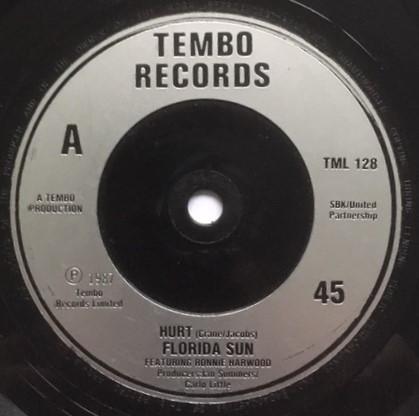 TEMBO
RECORDS
A
TML 128
A TEMBO
PRODUCTION
SBK/United
Partnership
℗ 1987
Tembo
Records Limited
45
HURT (Crane/Jacobs)
FLORIDA SUN
FEATURING RONNIE HARWOOD
Producers: Ian Summers/
Carlo Little